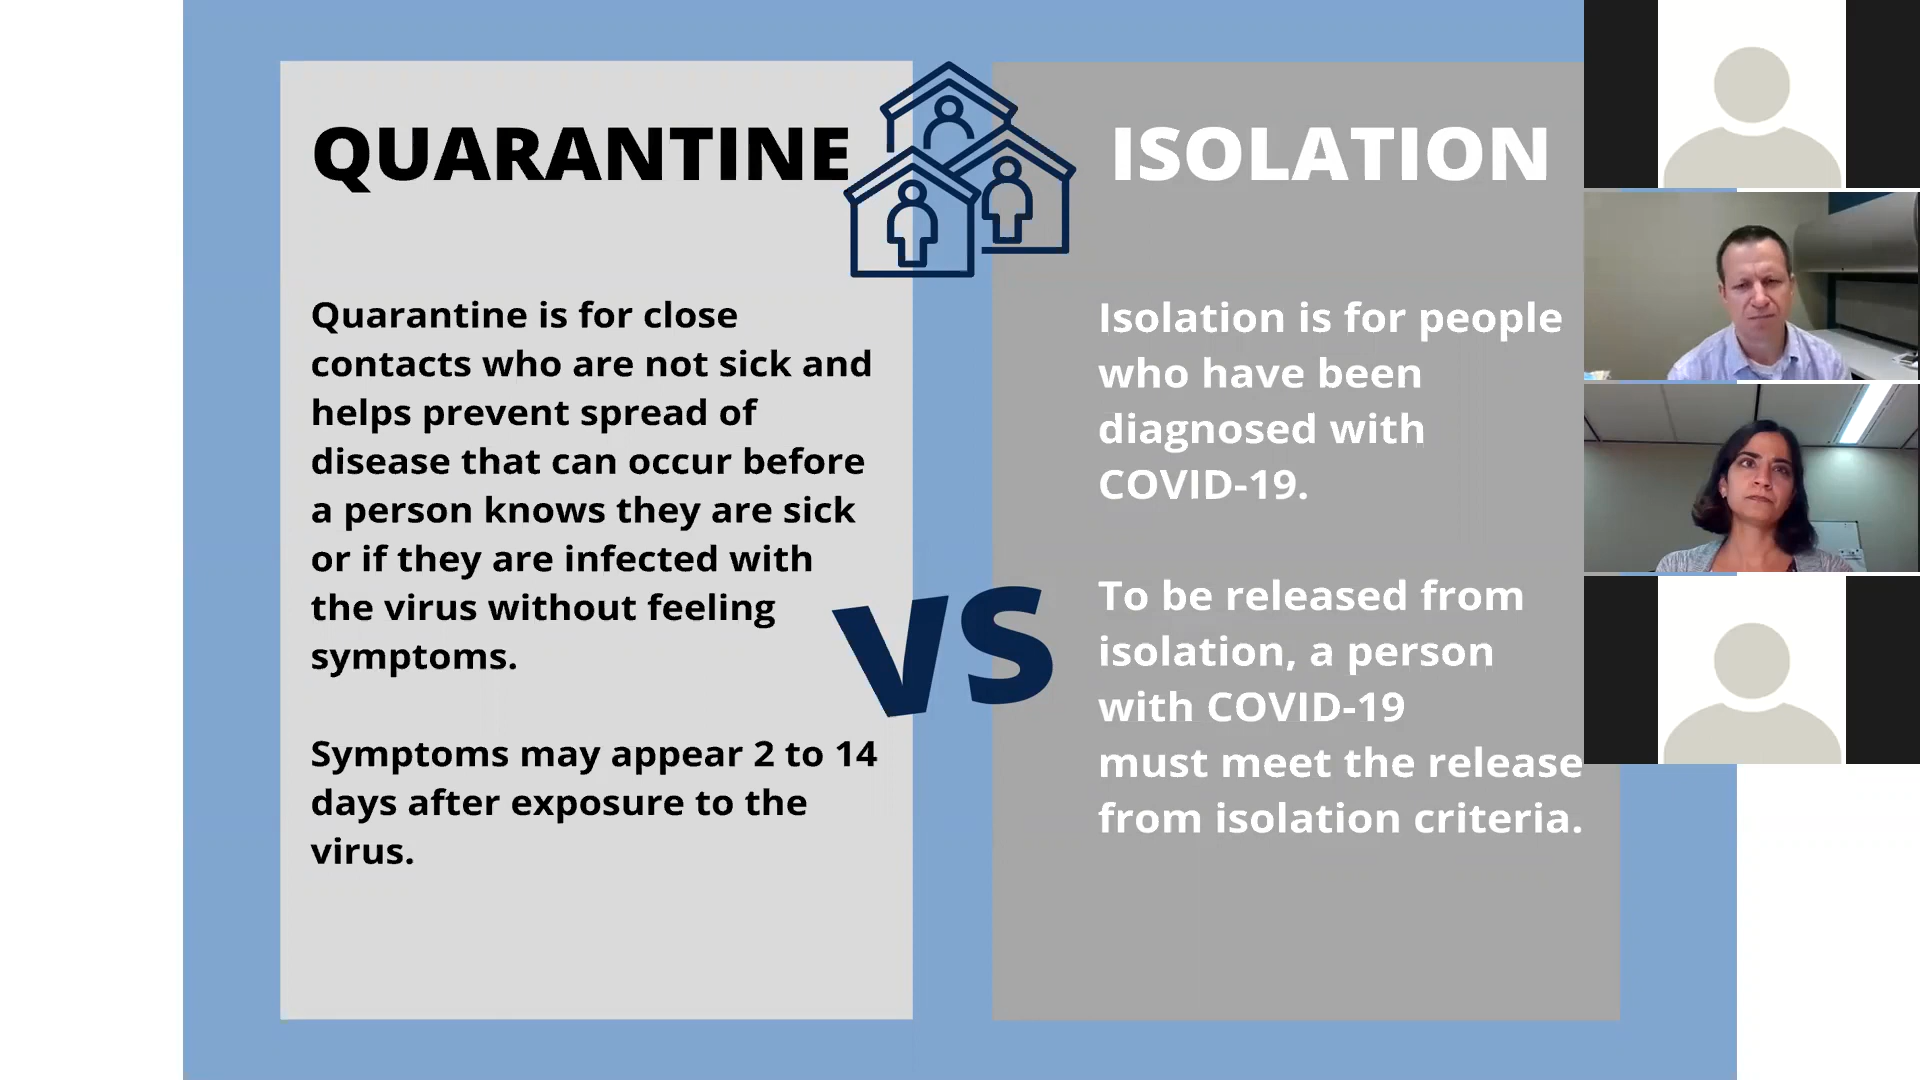 QUARANTINE
Quarantine is for close
contacts who are not sick and
helps prevent spread of
disease that can occur before
a person knows they are sick
or if they are infected with
the virus without feeling
symptoms.
Symptoms may appear 2 to 14
days after exposure to the
virus.
VS
ISOLATION
Isolation is for people
who have been
diagnosed with
COVID-19.
To be released from
isolation, a person
with COVID-19
must meet the release
from isolation criteria.